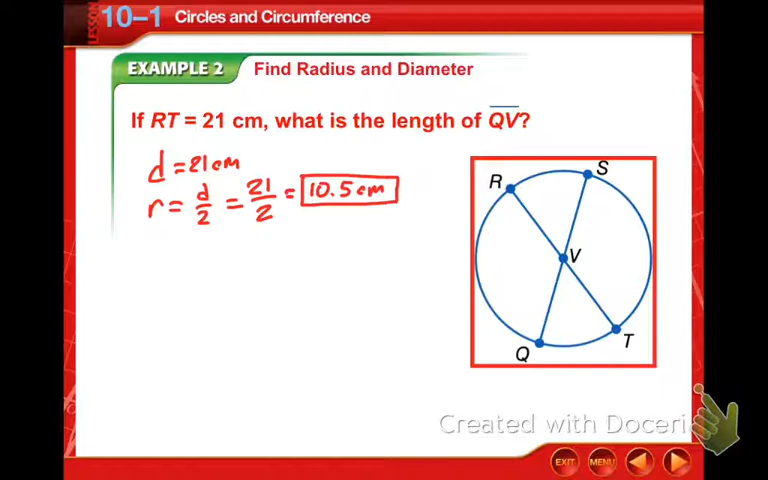 LESSON
10–1 Circles and Circumference
EXAMPLE 2 Find Radius and Diameter
If RT = 21 cm, what is the length of QV?
d = 21 cm
r = d/2 = 21/2 = 10.5 cm
R
S
V
Q
T
Created with Doceri
EXIT
MENU